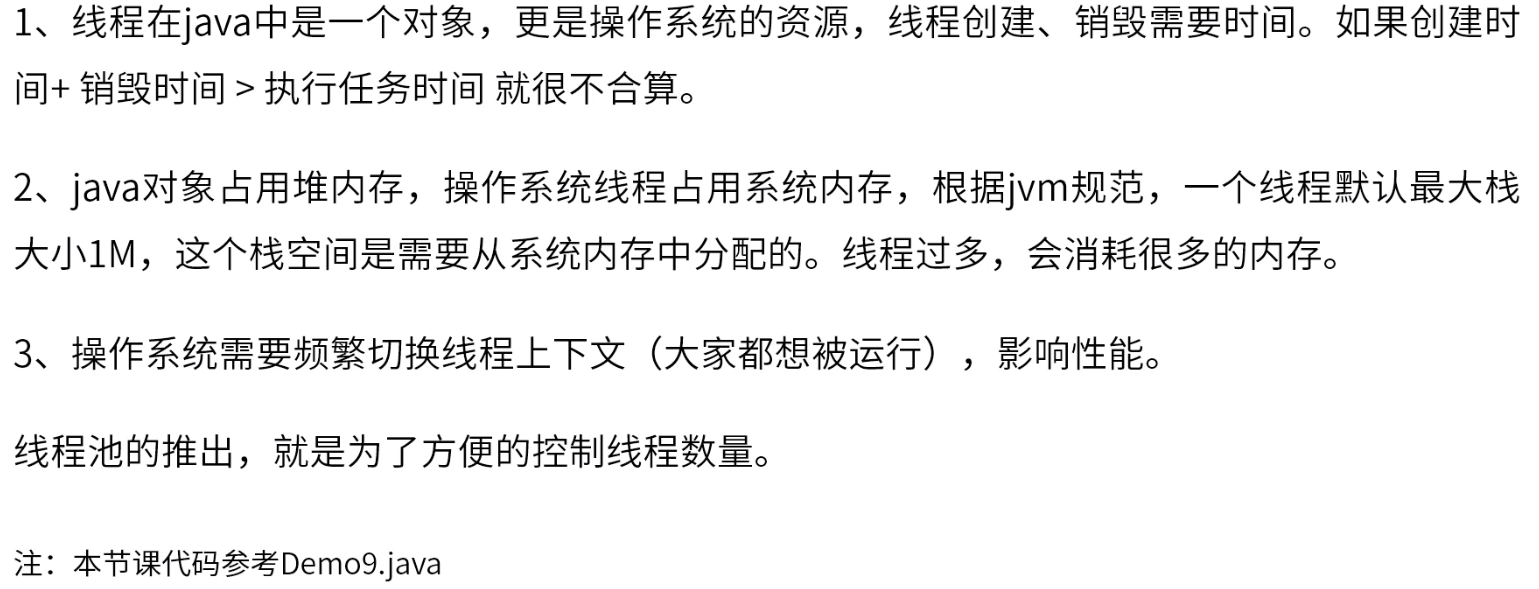 1、线程在java中是一个对象，更是操作系统的资源，线程创建、销毁需要时间。如果创建时
间+ 销毁时间 > 执行任务时间 就很不合算。
2、java对象占用堆内存，操作系统线程占用系统内存，根据jvm规范，一个线程默认最大栈
大小1M，这个栈空间是需要从系统内存中分配的。线程过多，会消耗很多的内存。
3、操作系统需要频繁切换线程上下文（大家都想被运行），影响性能。
线程池的推出，就是为了方便的控制线程数量。
注：本节课代码参考Demo9.java